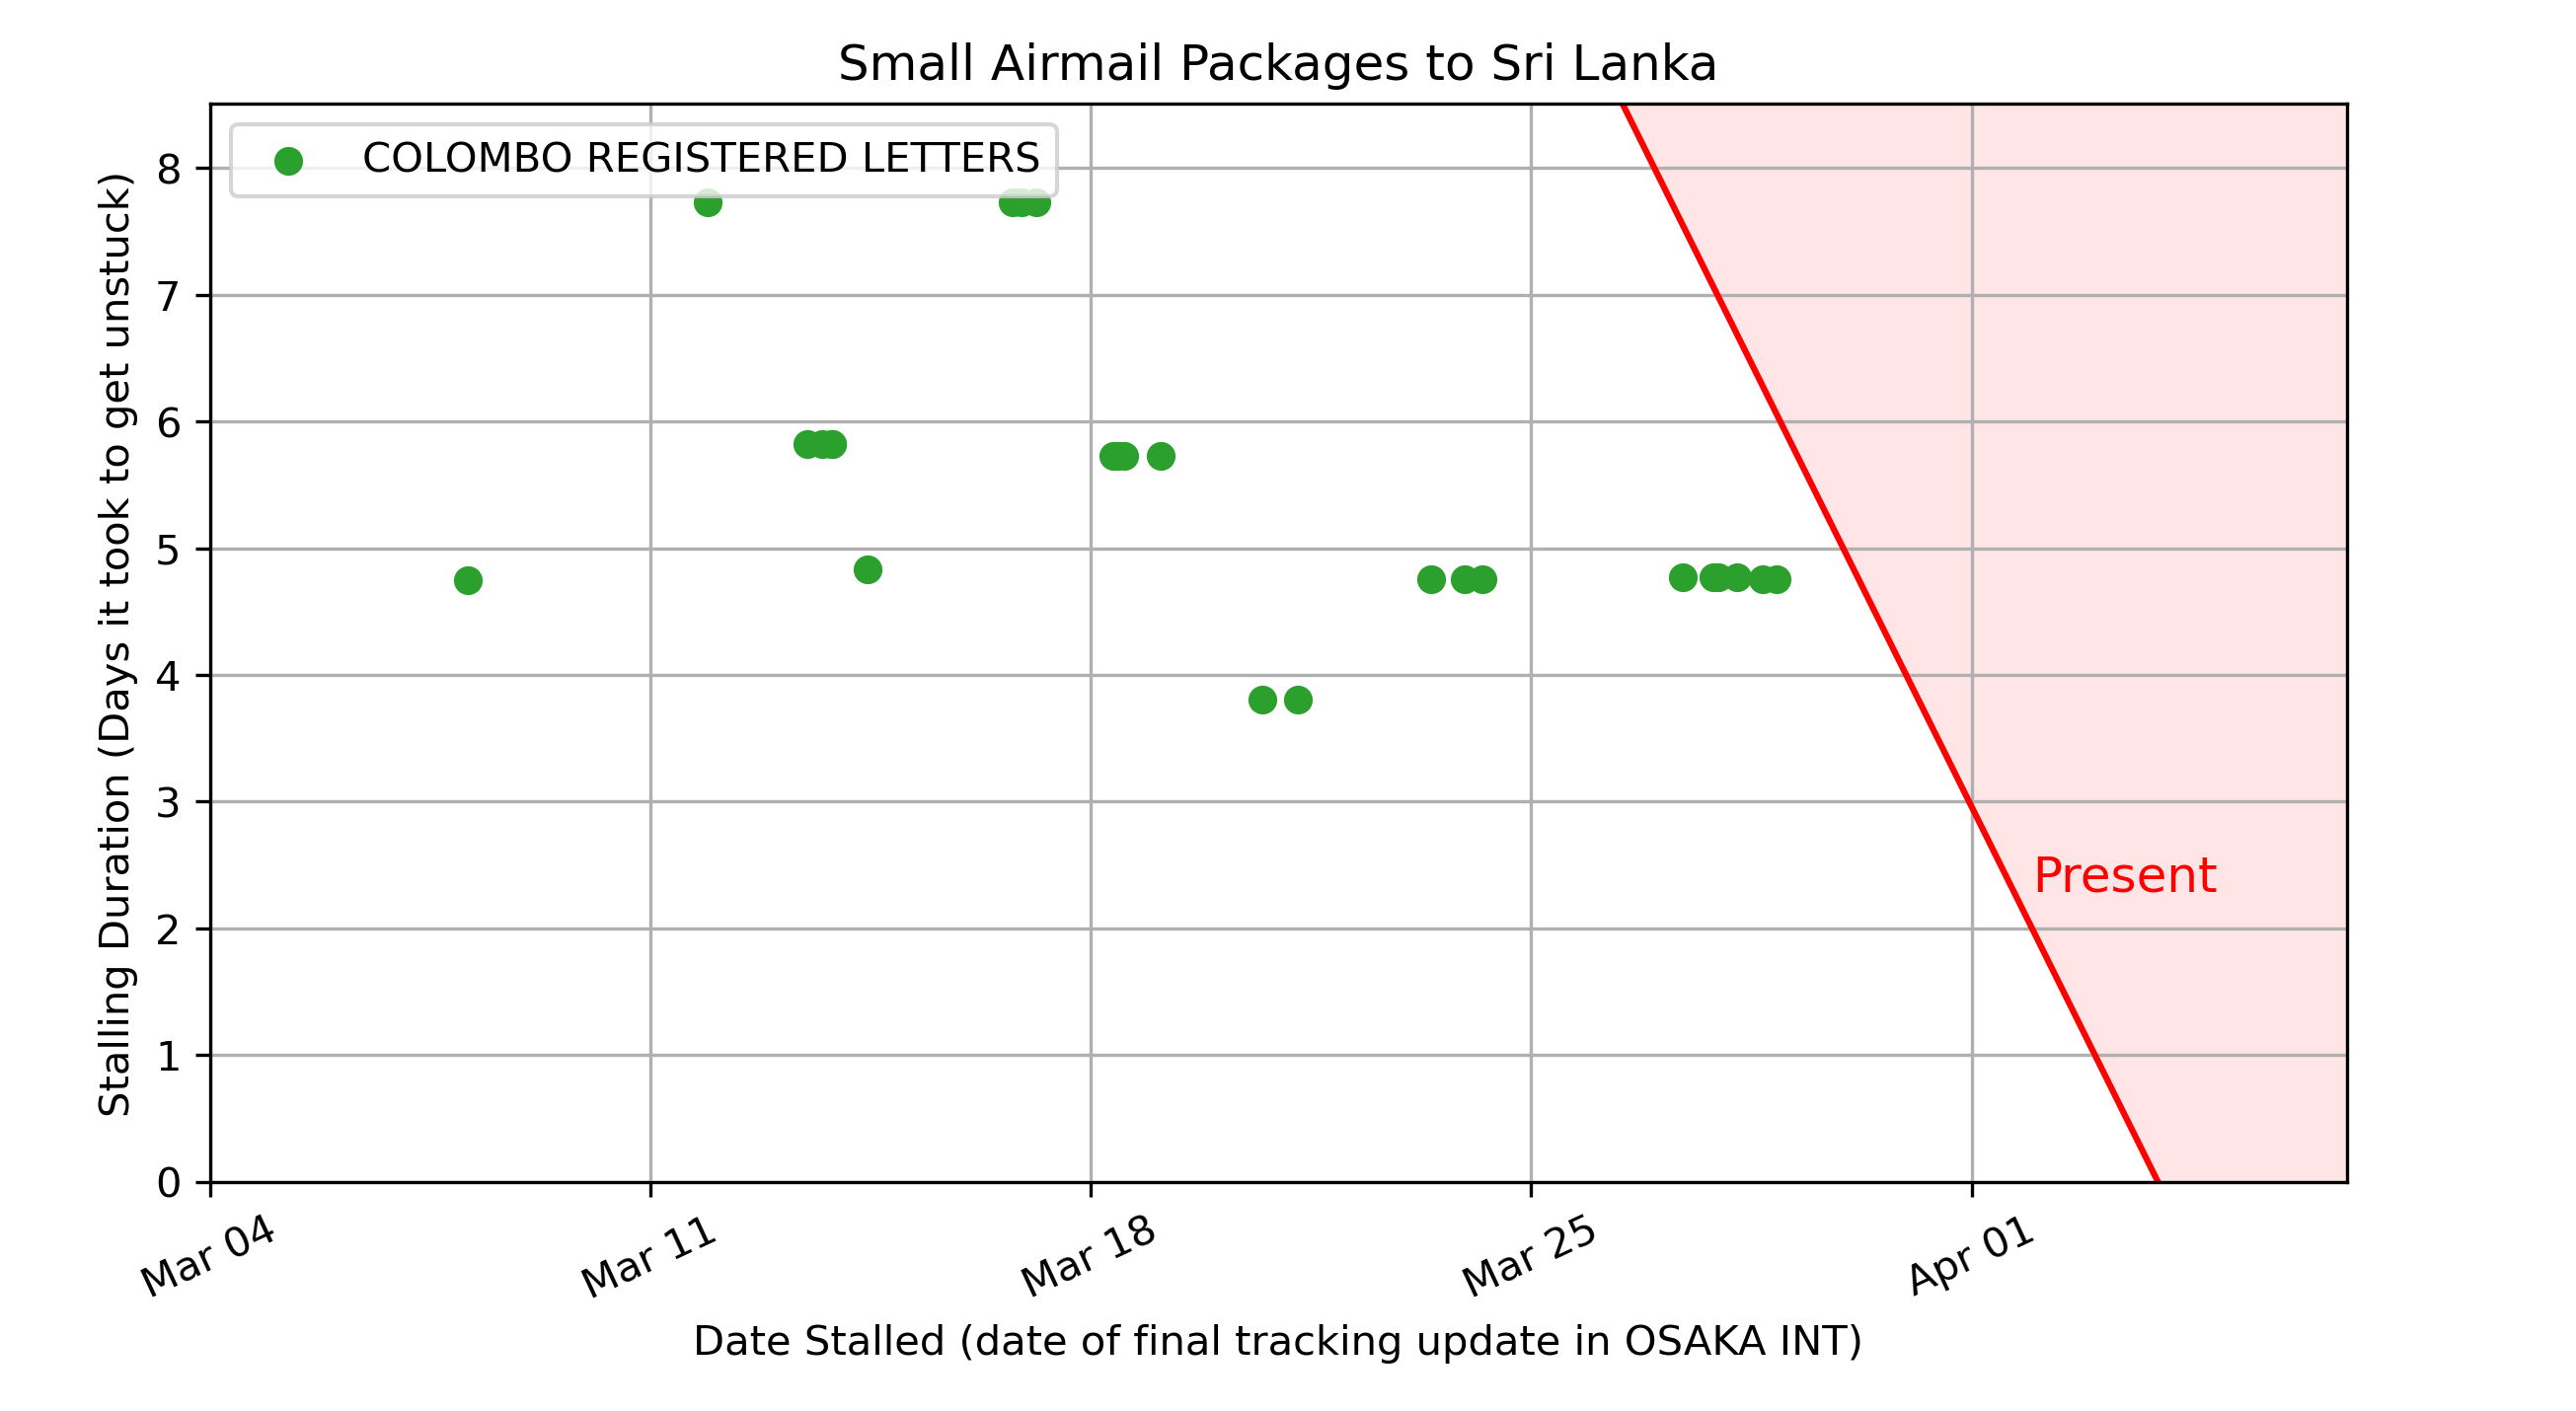 Small Airmail Packages to Sri Lanka
COLOMBO REGISTERED LETTERS
Stalling Duration (Days it took to get unstuck)
8
7
6
5
4
3
2
1
0
Present
Mar 04
Mar 11
Mar 18
Mar 25
Apr 01
Date Stalled (date of final tracking update in OSAKA INT)